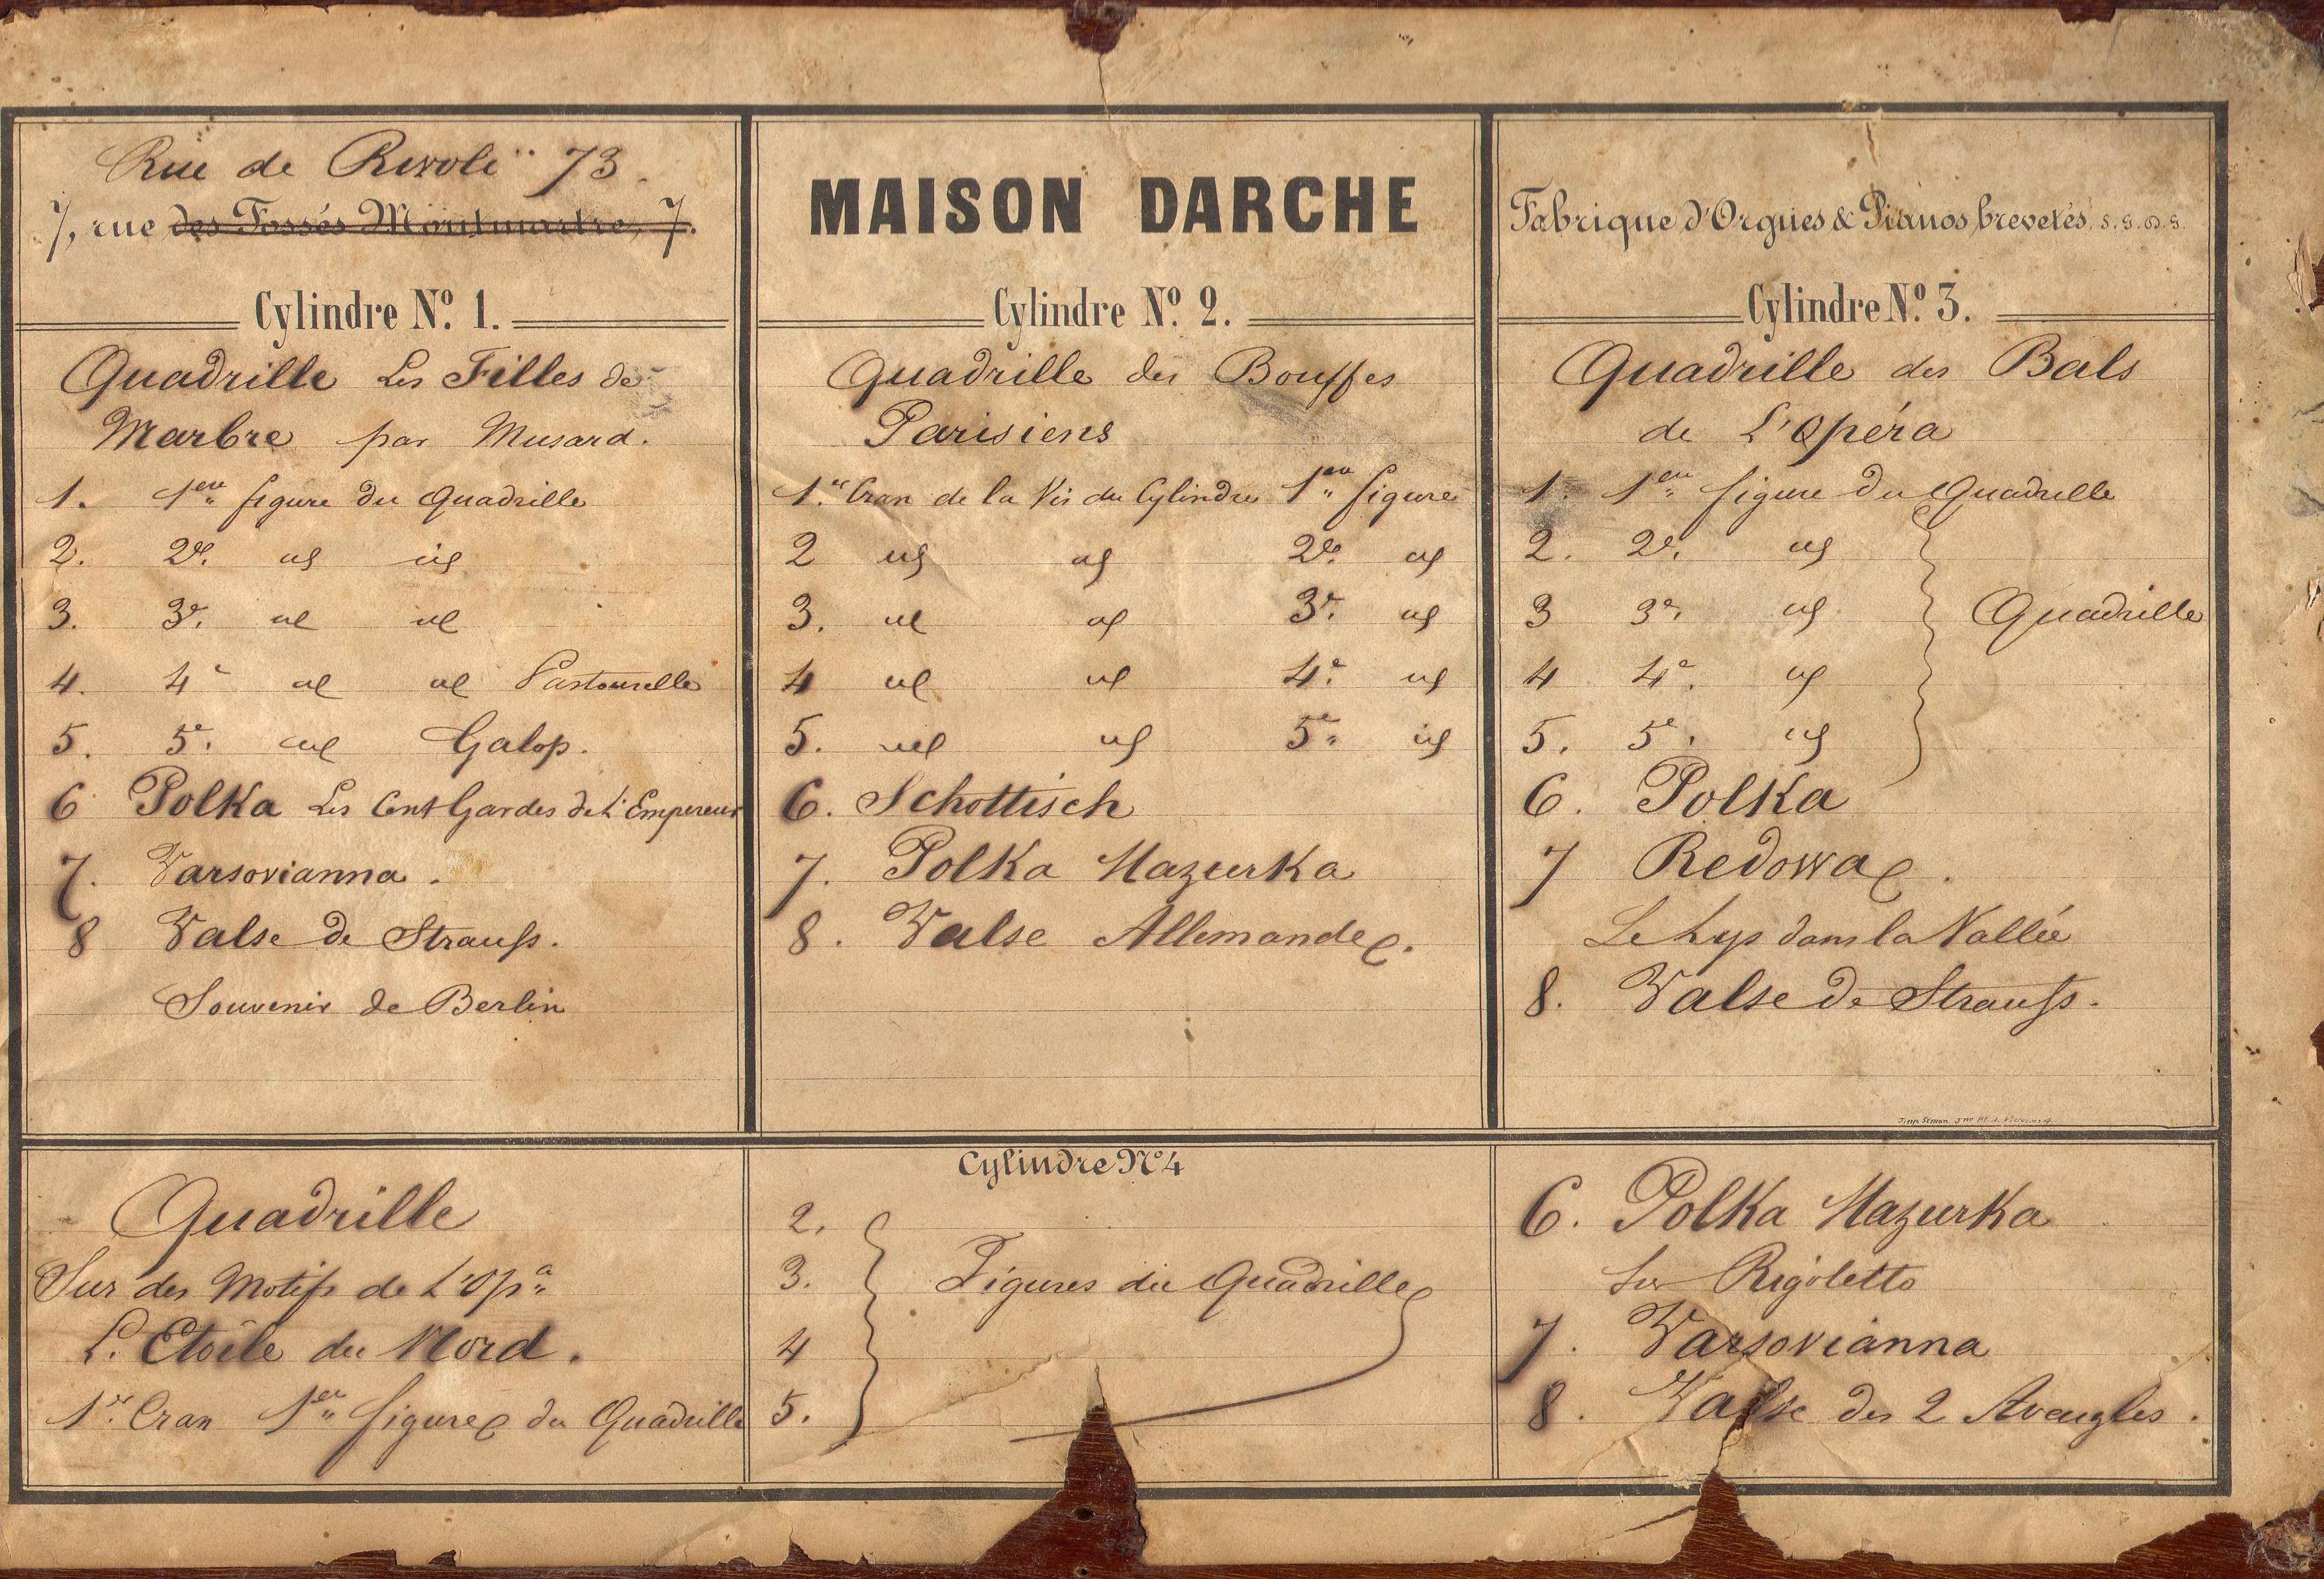 Rue de Rivoli 73.
7, rue des Fossés Montmartre, 7.
Cylindre Nº. 1.
Quadrille Les Filles de
Marbre par Musard.
1. 1ere figure du Quadrille
2. 2e. id id
3. 3e. id id
4. 4e id id Pastourelle
5. 5e. id Galop.
6 Polka Les Cent Gardes de L'Empereur
7. Varsovianna.
8 Valse de Strauss.
Souvenir de Berlin
MAISON DARCHE
Cylindre Nº. 2.
Quadrille des Bouffes
Parisiens
1er. Cran de la Vis du Cylindre 1ere figure
2 id id 2e. id
3. id id 3e. id
4 id id 4e. id
5. id id 5e. id
6. Schottisch
7. Polka Mazurka
8. Valse Allemande.
Fabrique d'Orgues & Pianos, brevetés, s. g. d. g.
Cylindre Nº. 3.
Quadrille des Bals
de L'opéra
1. 1ere figure du Quadrille
2. 2e. id
3 3e. id Quadrille
4 4e. id
5. 5e. id
6. Polka
7 Redowa.
Le Lys dans la Vallée
8. Valse de Strauss.
Cylindre Nº 4
Quadrille
Sur des Motifs de L'Opa
L'Etoile du Nord.
1er. Cran 1ere figure du Quadrille
2.
3. Figures du Quadrille
4
5.
6. Polka Mazurka
sur Rigoletto
7. Varsovianna
8. Valse des 2 Aveugles.